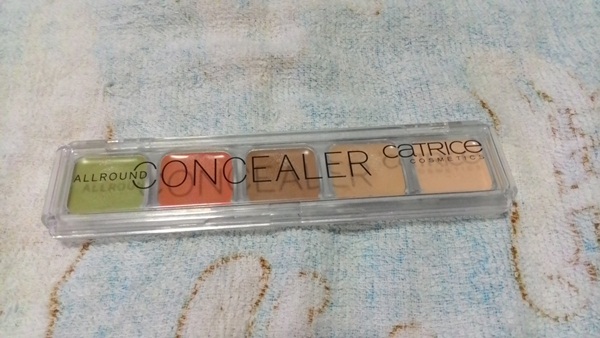 ALLROUND CONCEALER CATRICE
COSMETICS